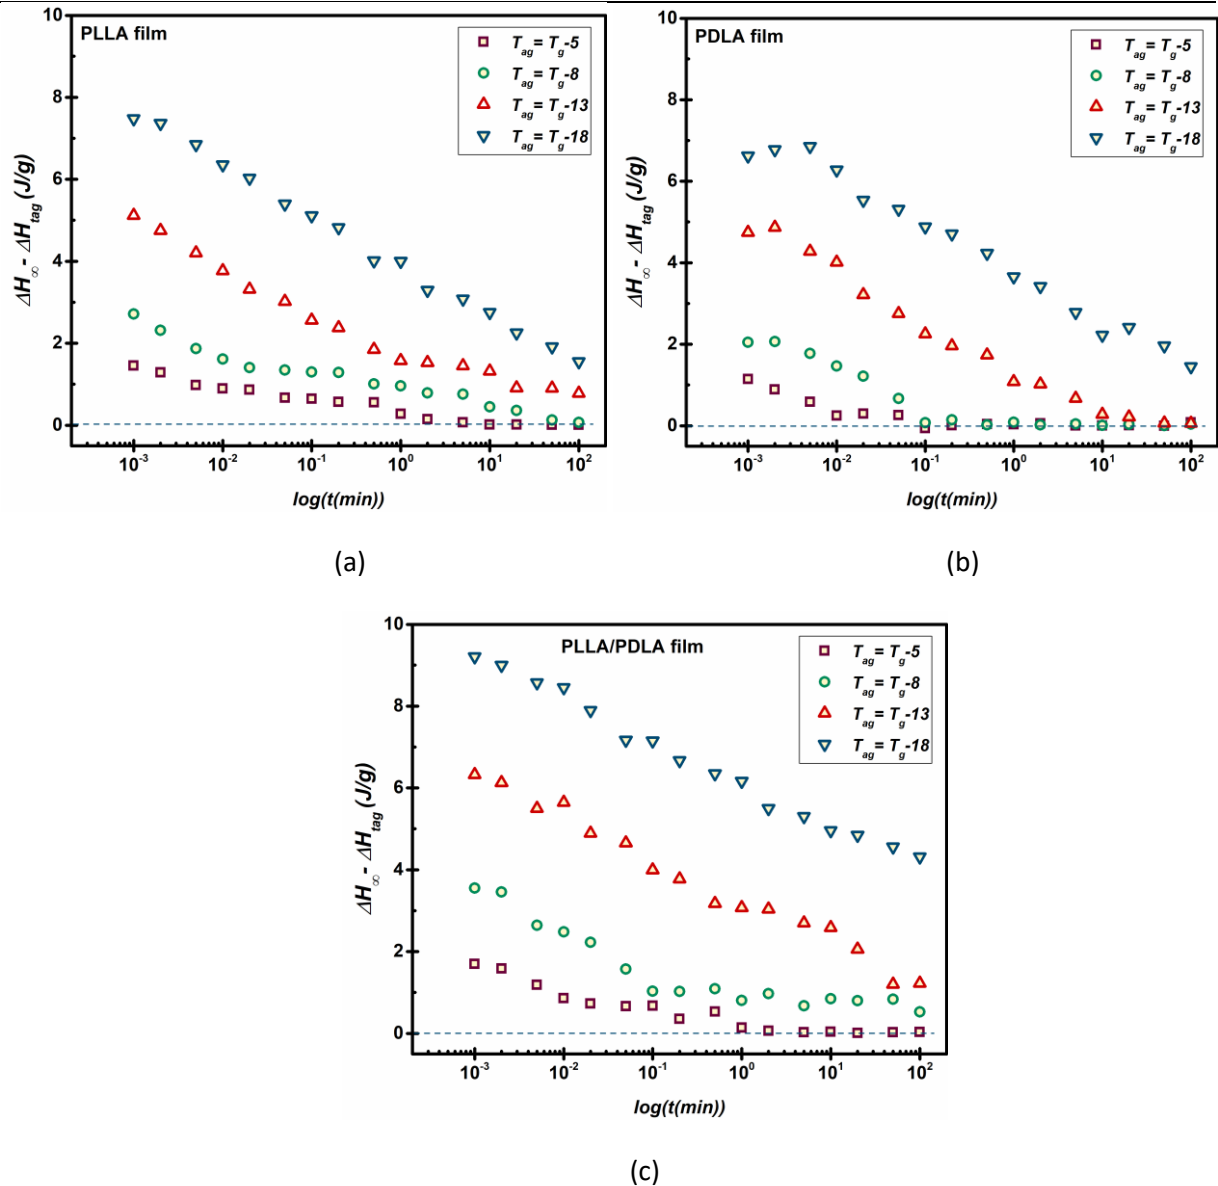 PLLA film
T_ag = T_g-5
T_ag = T_g-8
T_ag = T_g-13
T_ag = T_g-18
10
8
6
4
2
0
ΔH_∞ - ΔH_tag (J/g)
10^-3 10^-2 10^-1 10^0 10^1 10^2
log(t(min))
(a)
PDLA film
T_ag = T_g-5
T_ag = T_g-8
T_ag = T_g-13
T_ag = T_g-18
10
8
6
4
2
0
ΔH_∞ - ΔH_tag (J/g)
10^-3 10^-2 10^-1 10^0 10^1 10^2
log(t(min))
(b)
PLLA/PDLA film
T_ag = T_g-5
T_ag = T_g-8
T_ag = T_g-13
T_ag = T_g-18
10
8
6
4
2
0
ΔH_∞ - ΔH_tag (J/g)
10^-3 10^-2 10^-1 10^0 10^1 10^2
log(t(min))
(c)